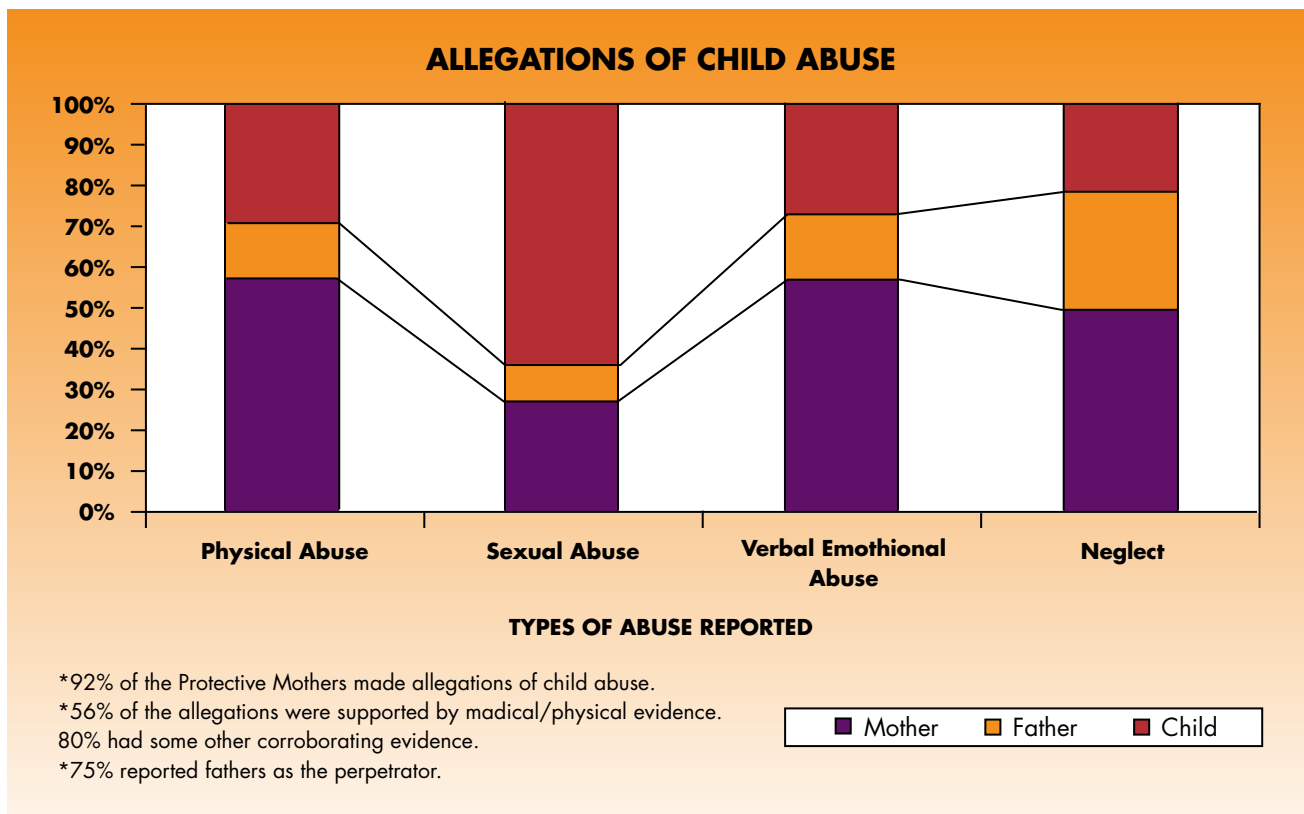 ALLEGATIONS OF CHILD ABUSE
100%
90%
80%
70%
60%
50%
40%
30%
20%
10%
0%
Physical Abuse
Sexual Abuse
Verbal Emothional
Abuse
Neglect
TYPES OF ABUSE REPORTED
*92% of the Protective Mothers made allegations of child abuse.
*56% of the allegations were supported by madical/physical evidence.
80% had some other corroborating evidence.
*75% reported fathers as the perpetrator.
Mother Father Child